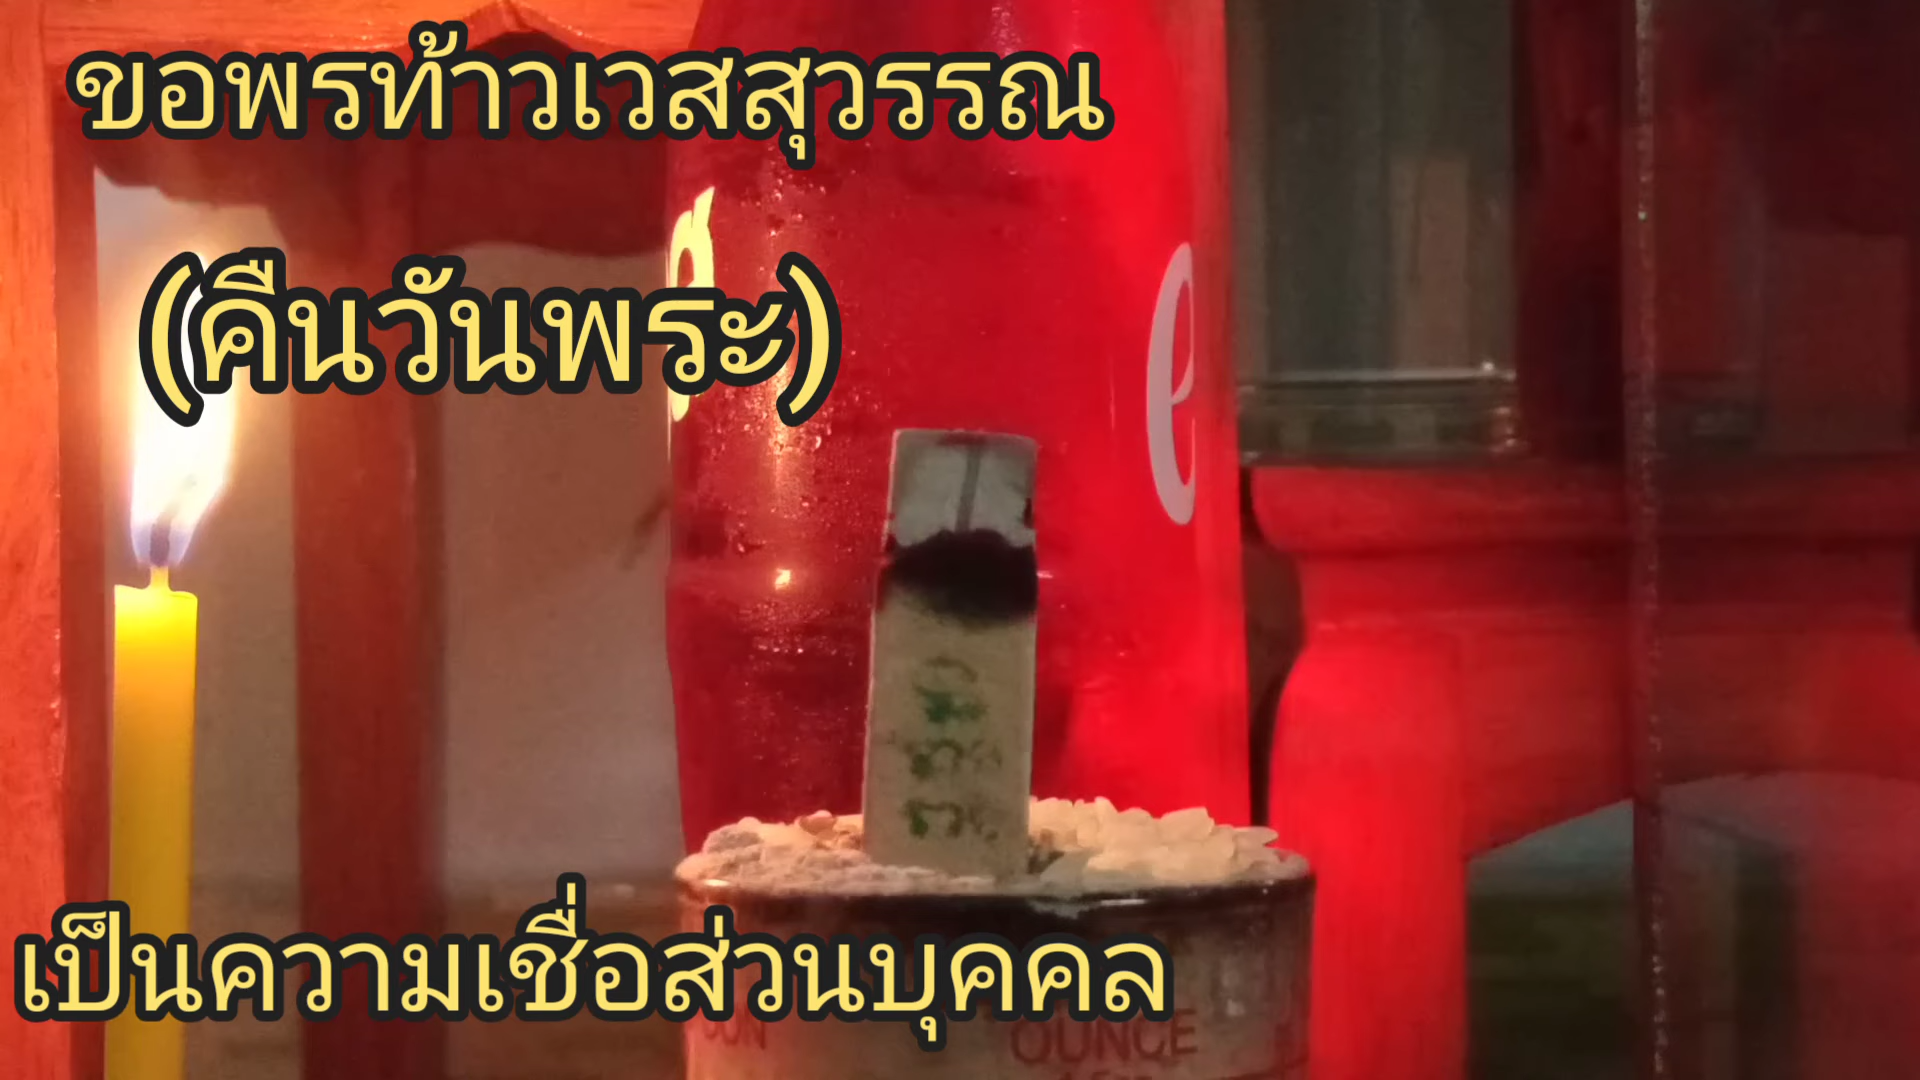 ขอพรท้าวเวสสุวรรณ
(คืนวันพระ)
e
เป็นความเชื่อส่วนบุคคล
OUNCE